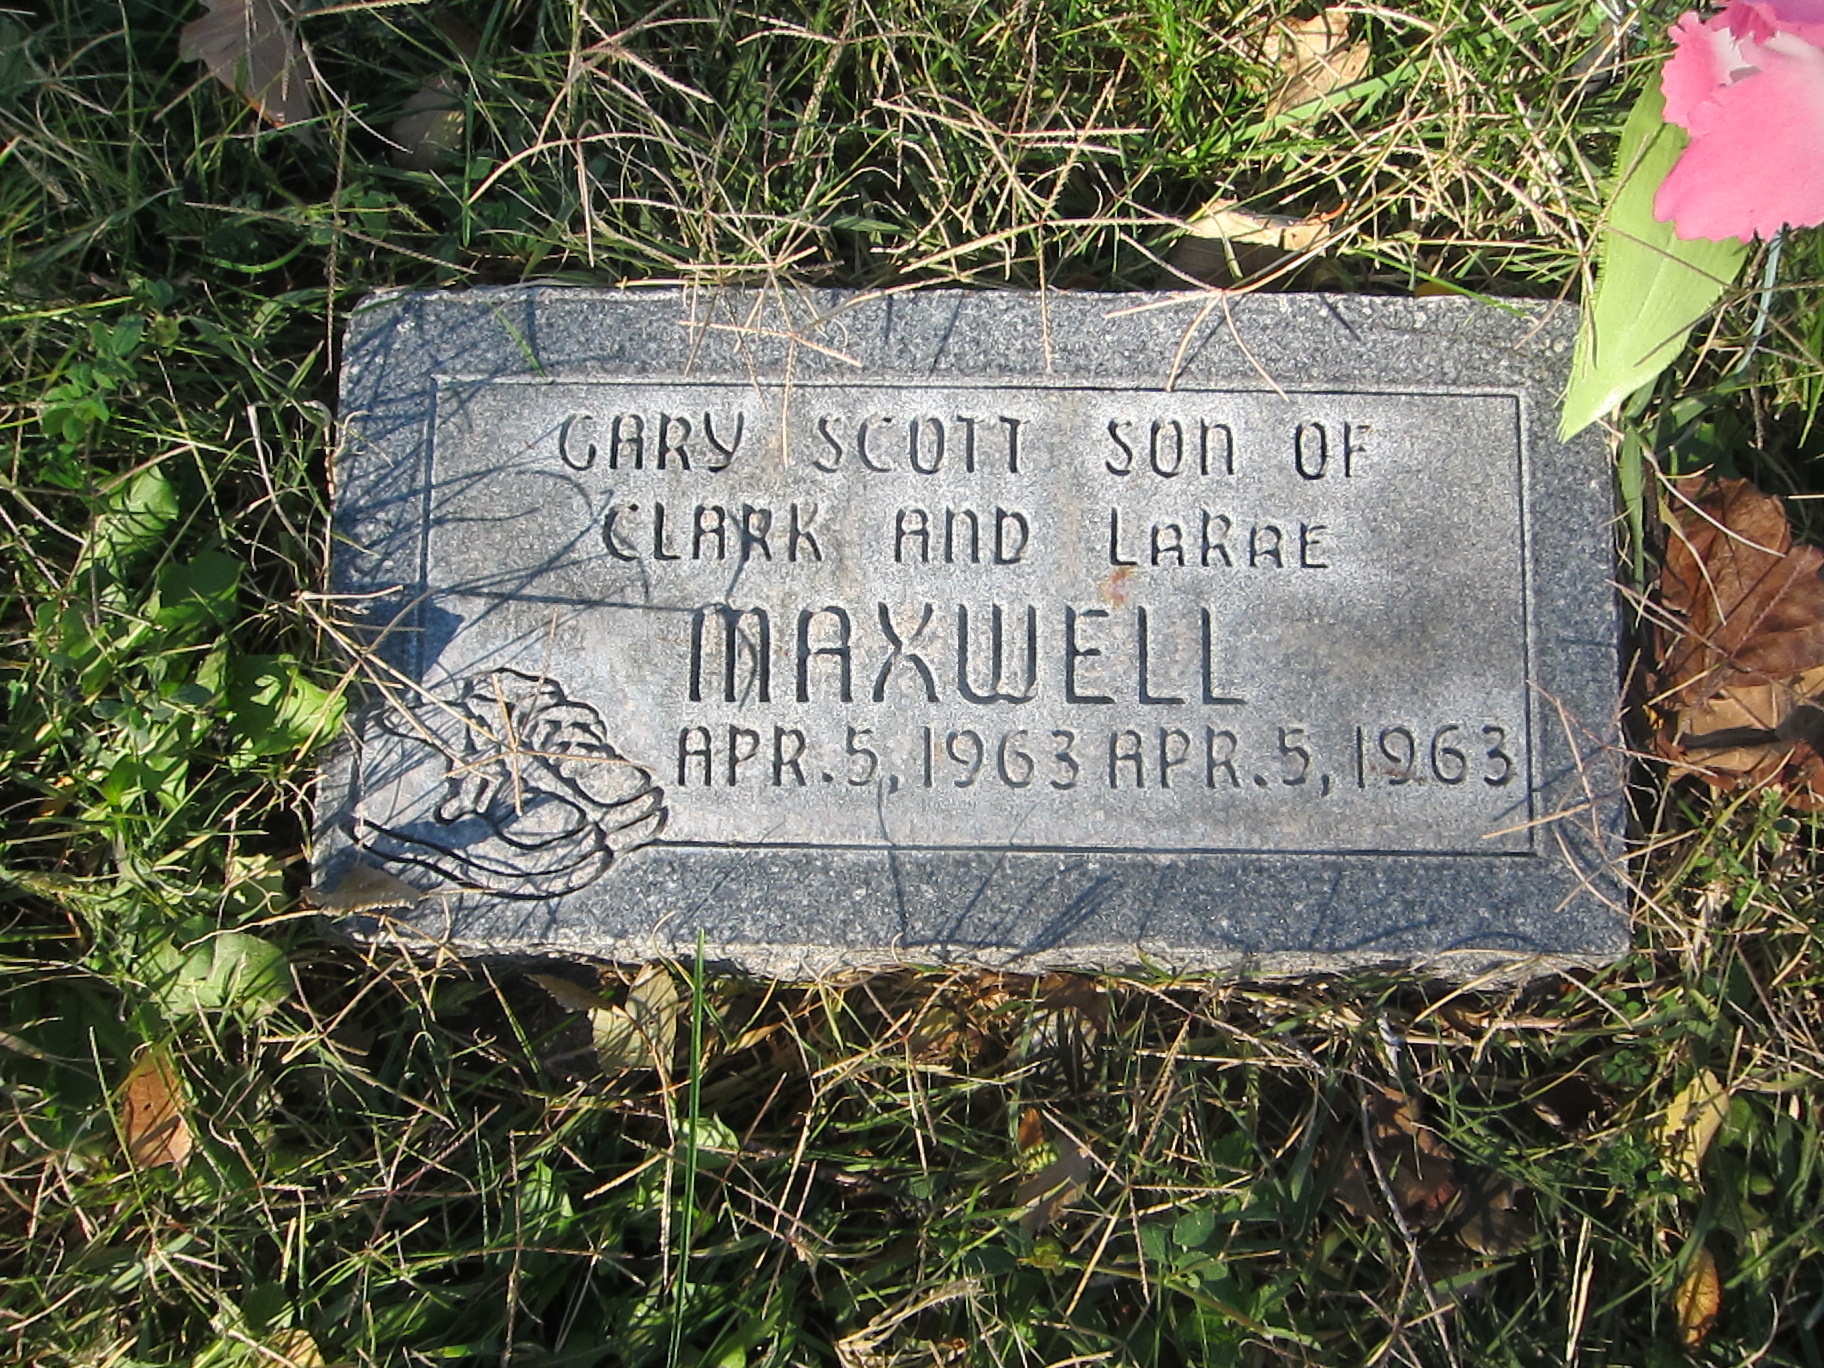 GARY SCOTT SON OF
CLARK AND LARAE
MAXWELL
APR. 5, 1963 APR. 5, 1963